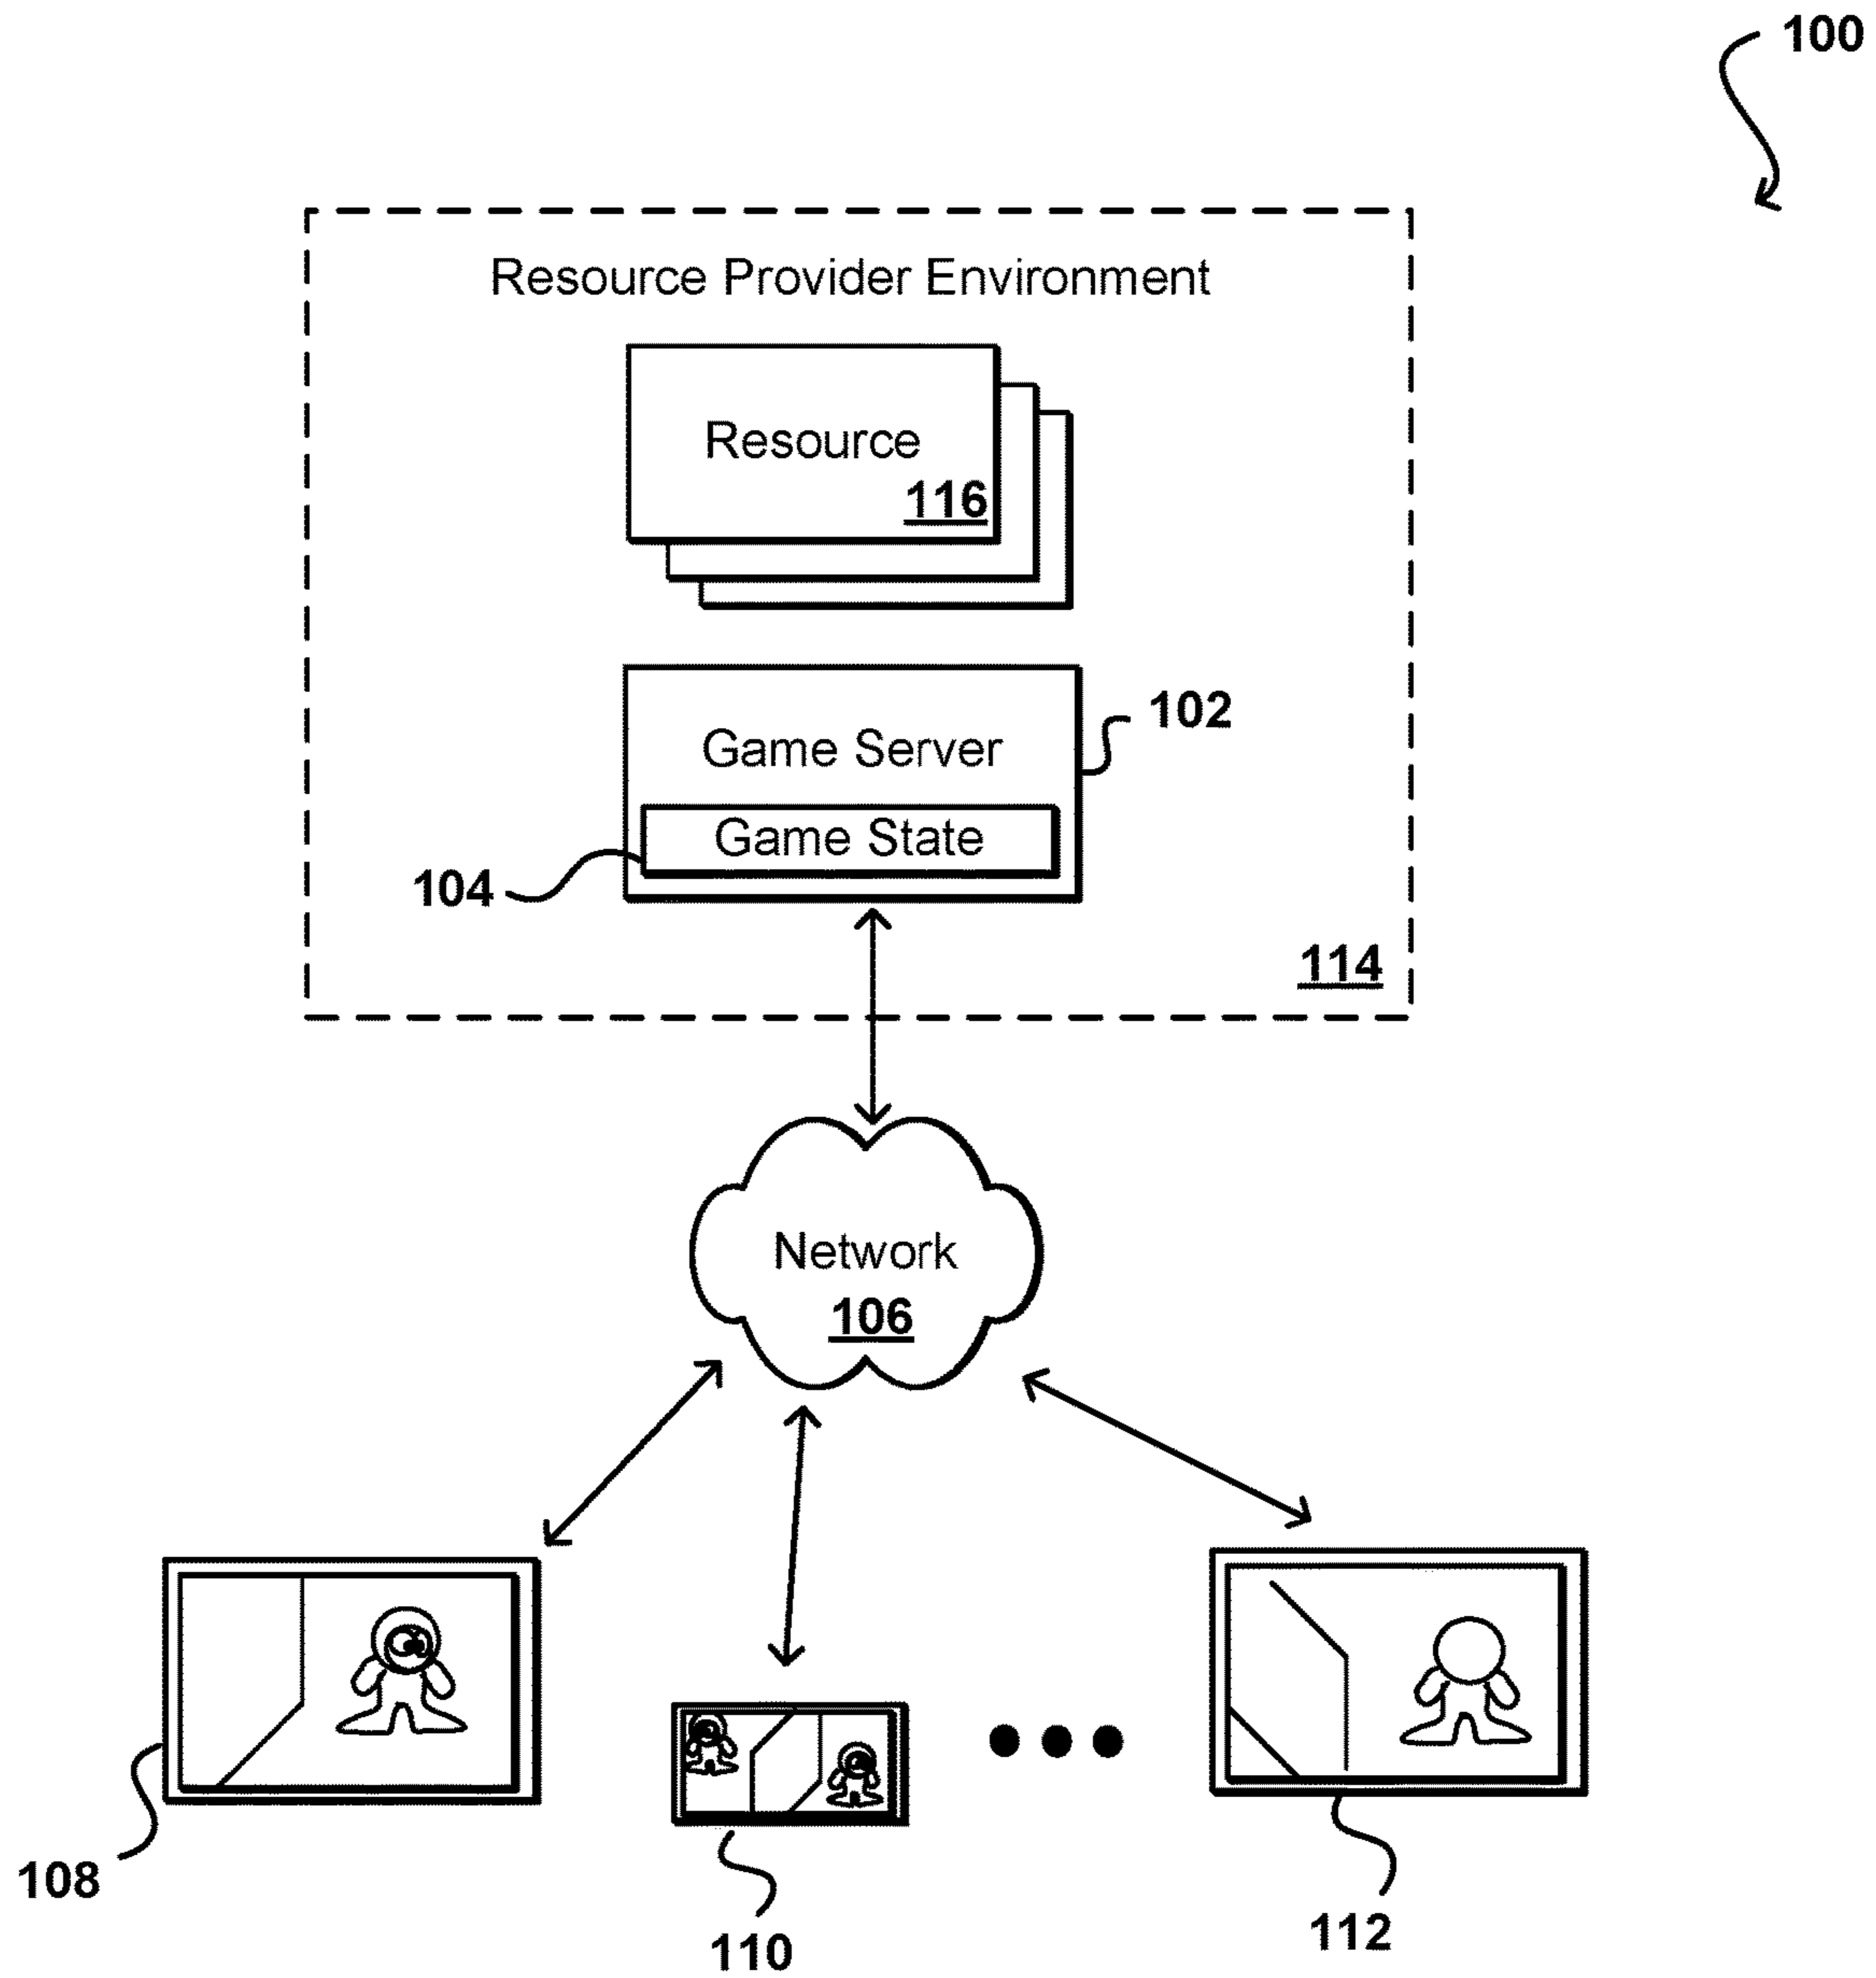 100
Resource Provider Environment
Resource
116
102
Game Server
Game State
104
114
Network
106
108
110
112